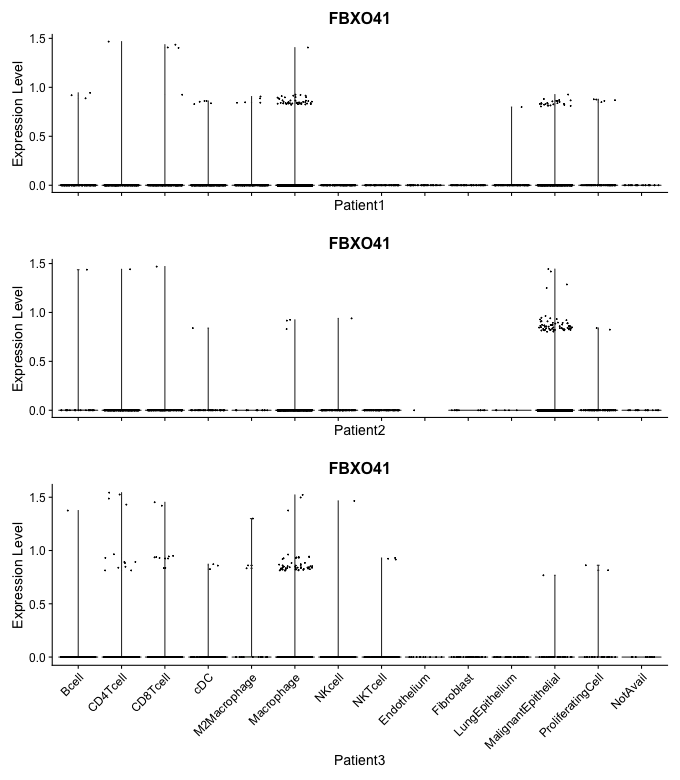 FBXO41
Expression Level
1.5
1.0
0.5
0.0
Patient1
FBXO41
Expression Level
1.5
1.0
0.5
0.0
Patient2
FBXO41
Expression Level
1.5
1.0
0.5
0.0
Bcell
CD4Tcell
CD8Tcell
cDC
M2Macrophage
Macrophage
NKcell
NKTcell
Endothelium
Fibroblast
LungEpithelium
MalignantEpithelial
ProliferatingCell
NotAvail
Patient3